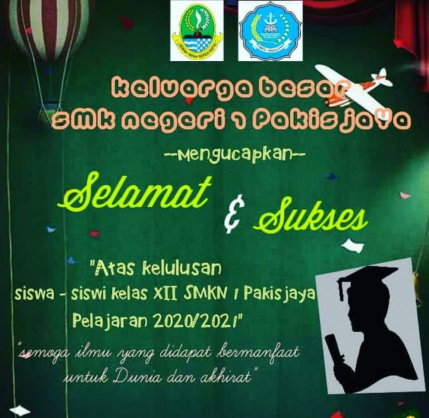 keluarga besar
smk negeri 1 Pakisjaya
--Mengucapkan--
Selamat & Sukses
"Atas kelulusan
siswa - siswi kelas XII SMKN 1 Pakisjaya
Pelajaran 2020/2021"
"semoga ilmu yang didapat bermanfaat
untuk Dunia dan akhirat"